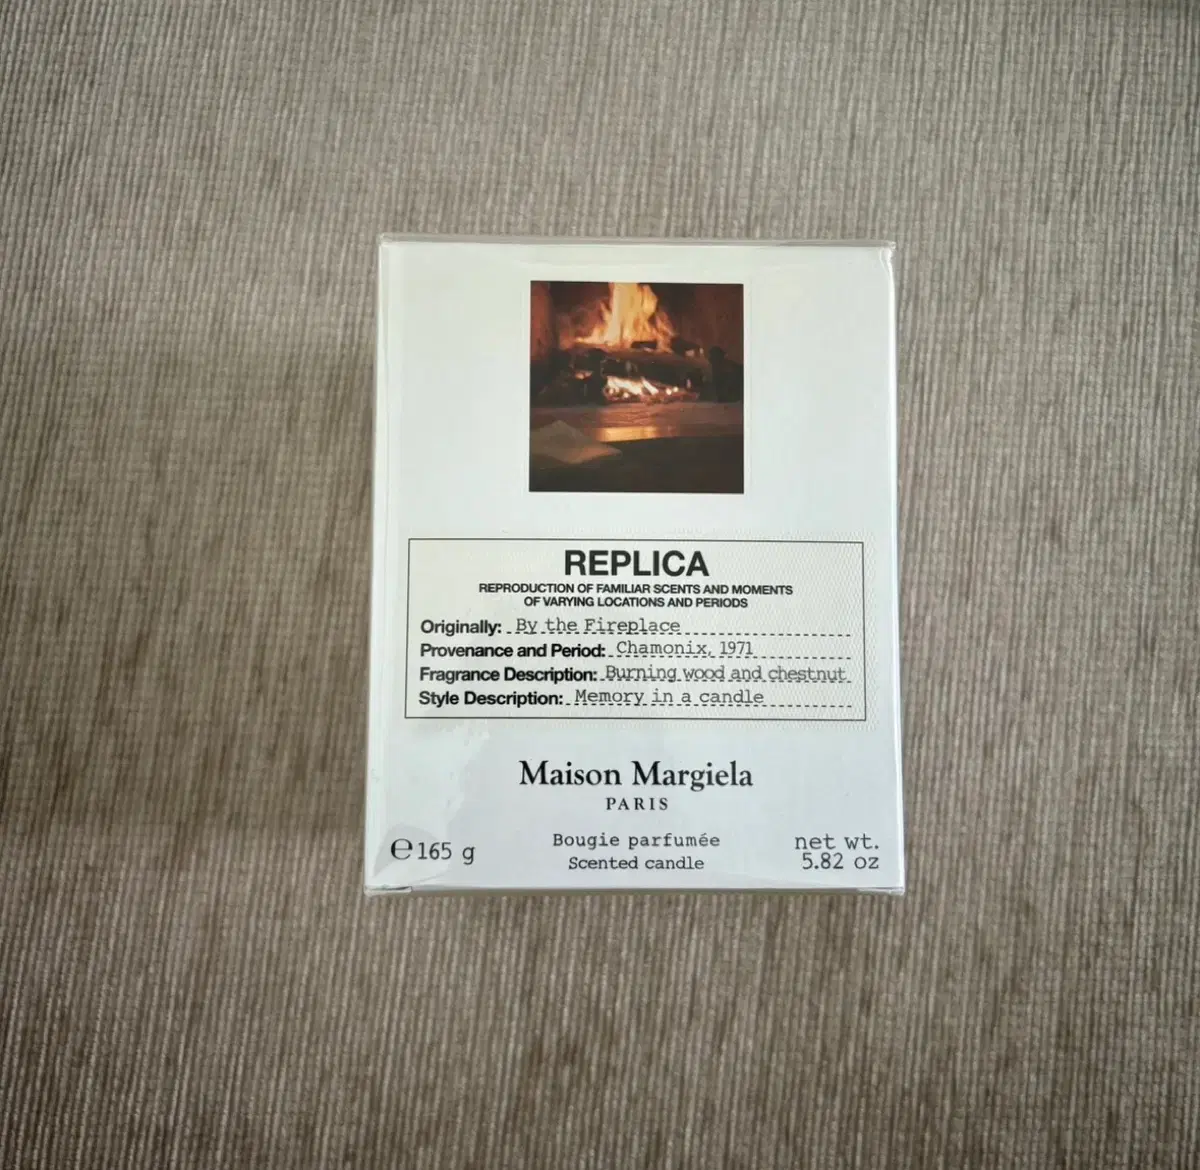 REPLICA
REPRODUCTION OF FAMILIAR SCENTS AND MOMENTS
OF VARYING LOCATIONS AND PERIODS
Originally: By the Fireplace
Provenance and Period: Chamonix, 1971
Fragrance Description: Burning wood and chestnut
Style Description: Memory in a candle
Maison Margiela
PARIS
℮ 165 g
Bougie parfumée
Scented candle
net wt.
5.82 oz